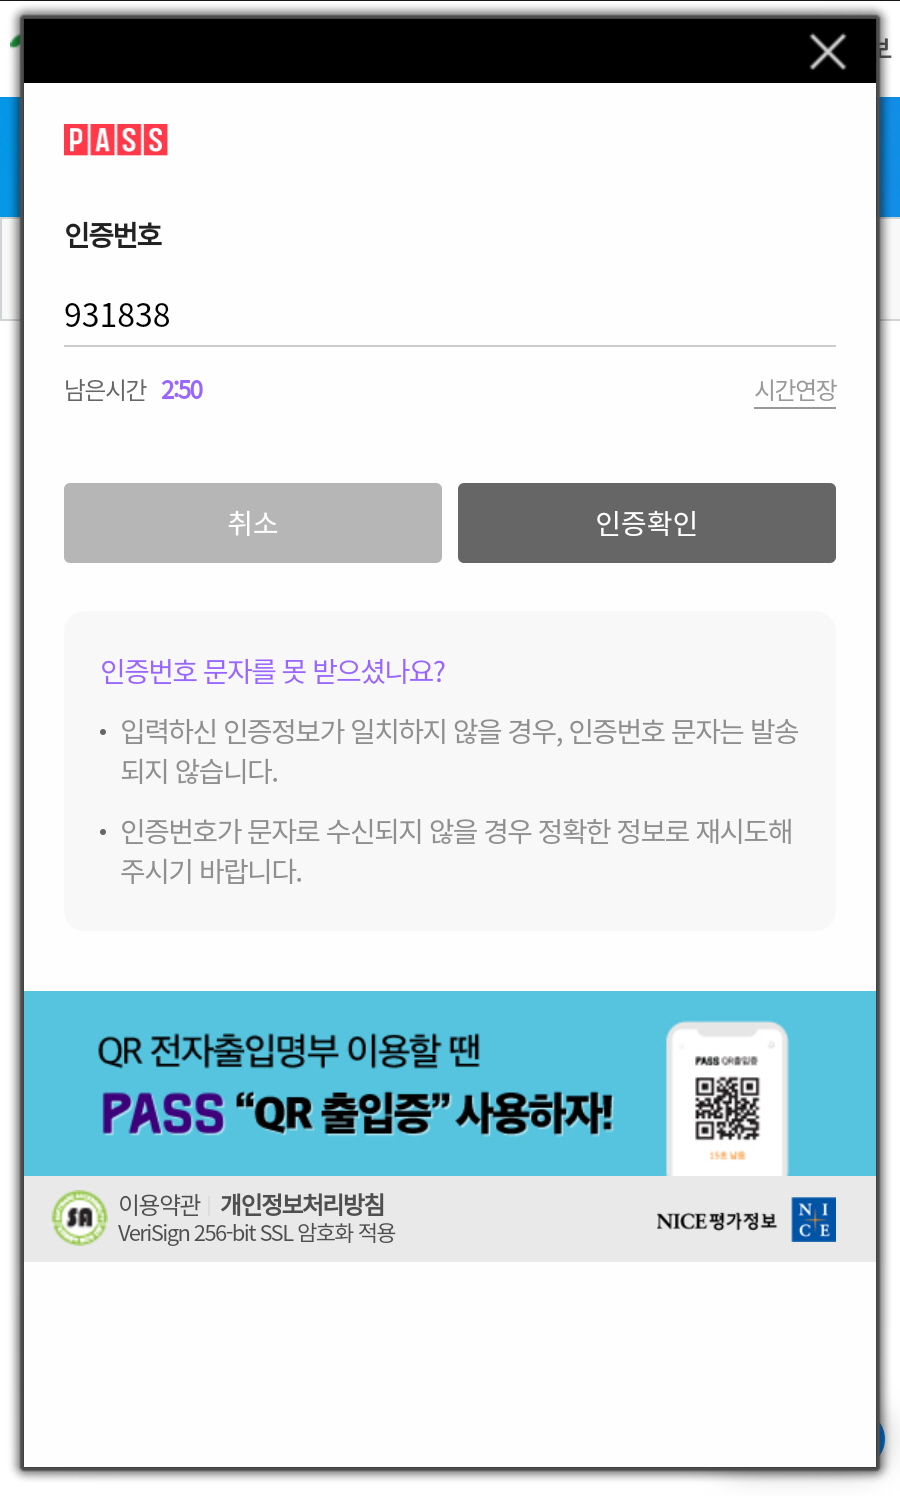 PASS
인증번호
931838
남은시간 2:50 시간연장
취소 인증확인
인증번호 문자를 못 받으셨나요?
• 입력하신 인증정보가 일치하지 않을 경우, 인증번호 문자는 발송
되지 않습니다.
• 인증번호가 문자로 수신되지 않을 경우 정확한 정보로 재시도해
주시기 바랍니다.
QR 전자출입명부 이용할 땐
PASS “QR 출입증” 사용하자!
PASS QR출입증
15초 남음
SA
이용약관 | 개인정보처리방침
VeriSign 256-bit SSL 암호화 적용
NICE평가정보
NICE